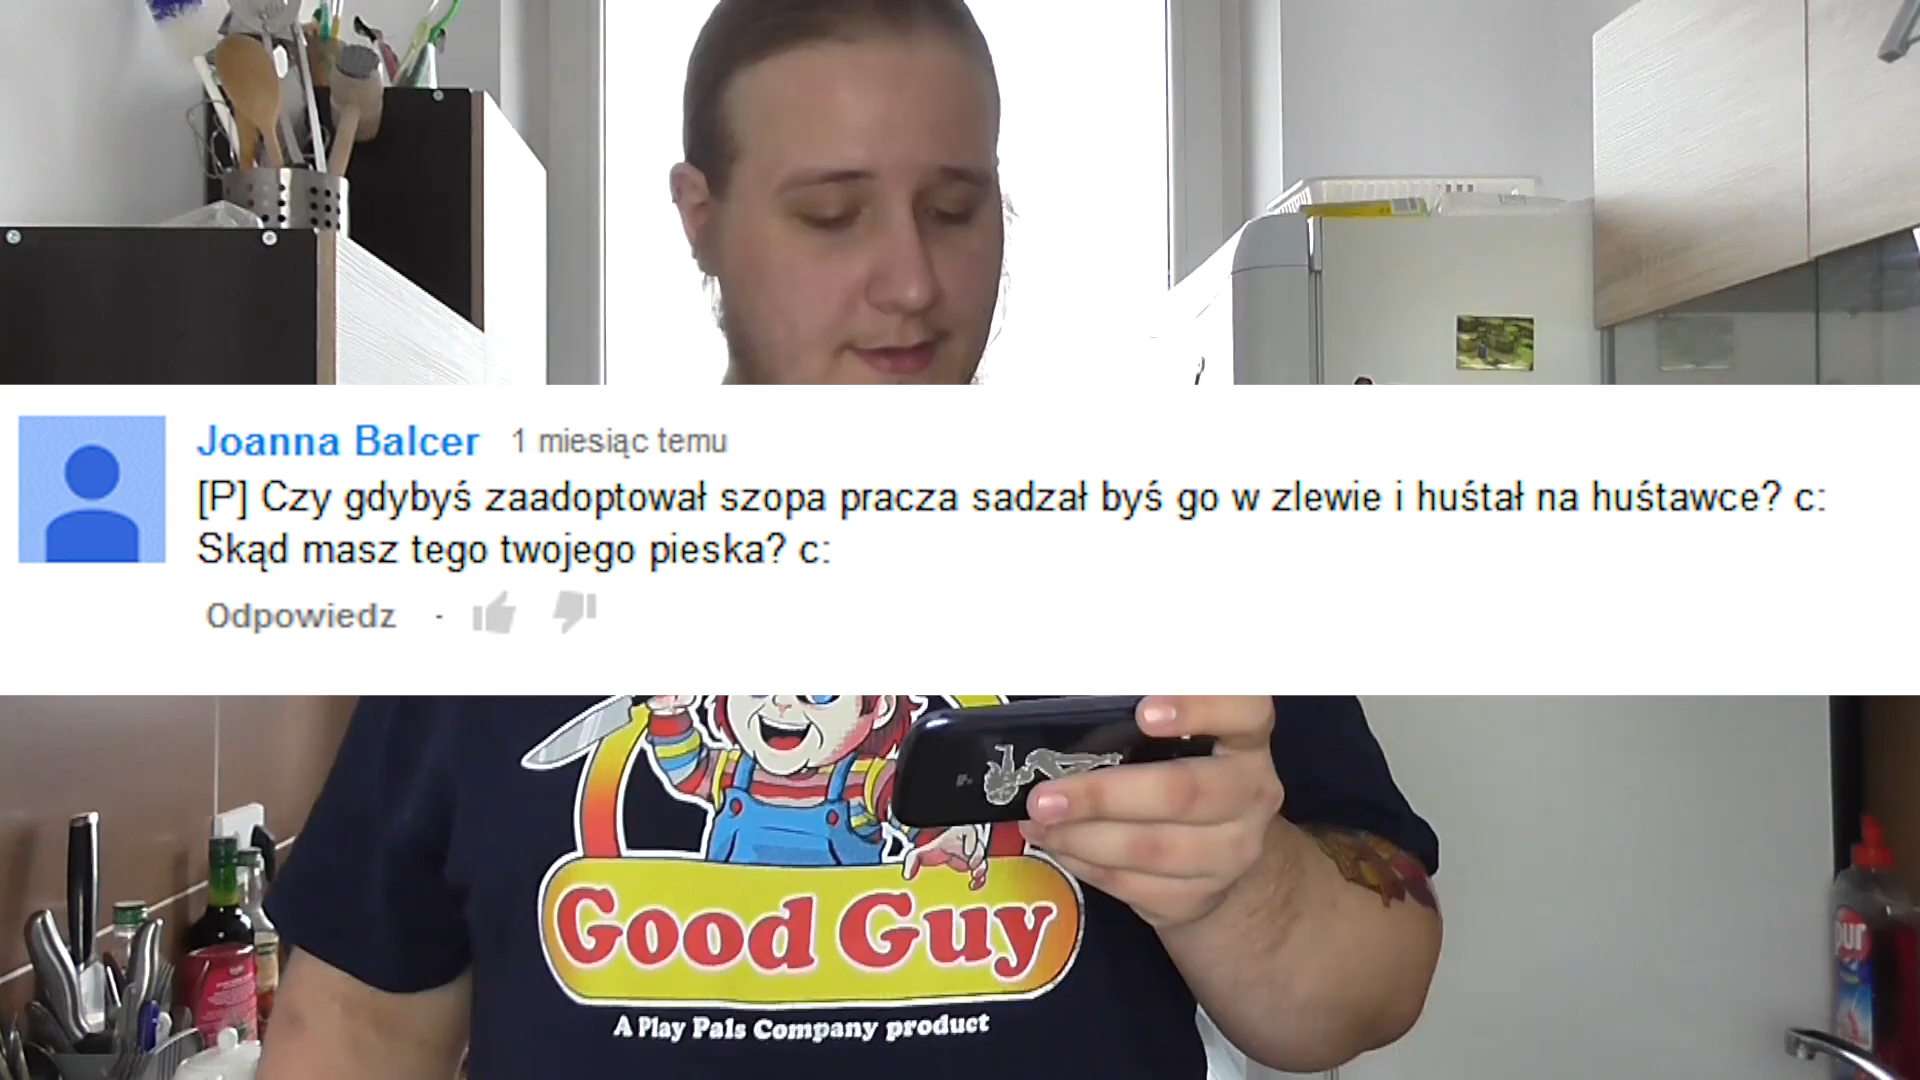 Joanna Balcer 1 miesiąc temu
[P] Czy gdybyś zaadoptował szopa pracza sadzał byś go w zlewie i huśtał na huśtawce? c:
Skąd masz tego twojego pieska? c:
Odpowiedz ·
Good Guy
A Play Pals Company product
pur